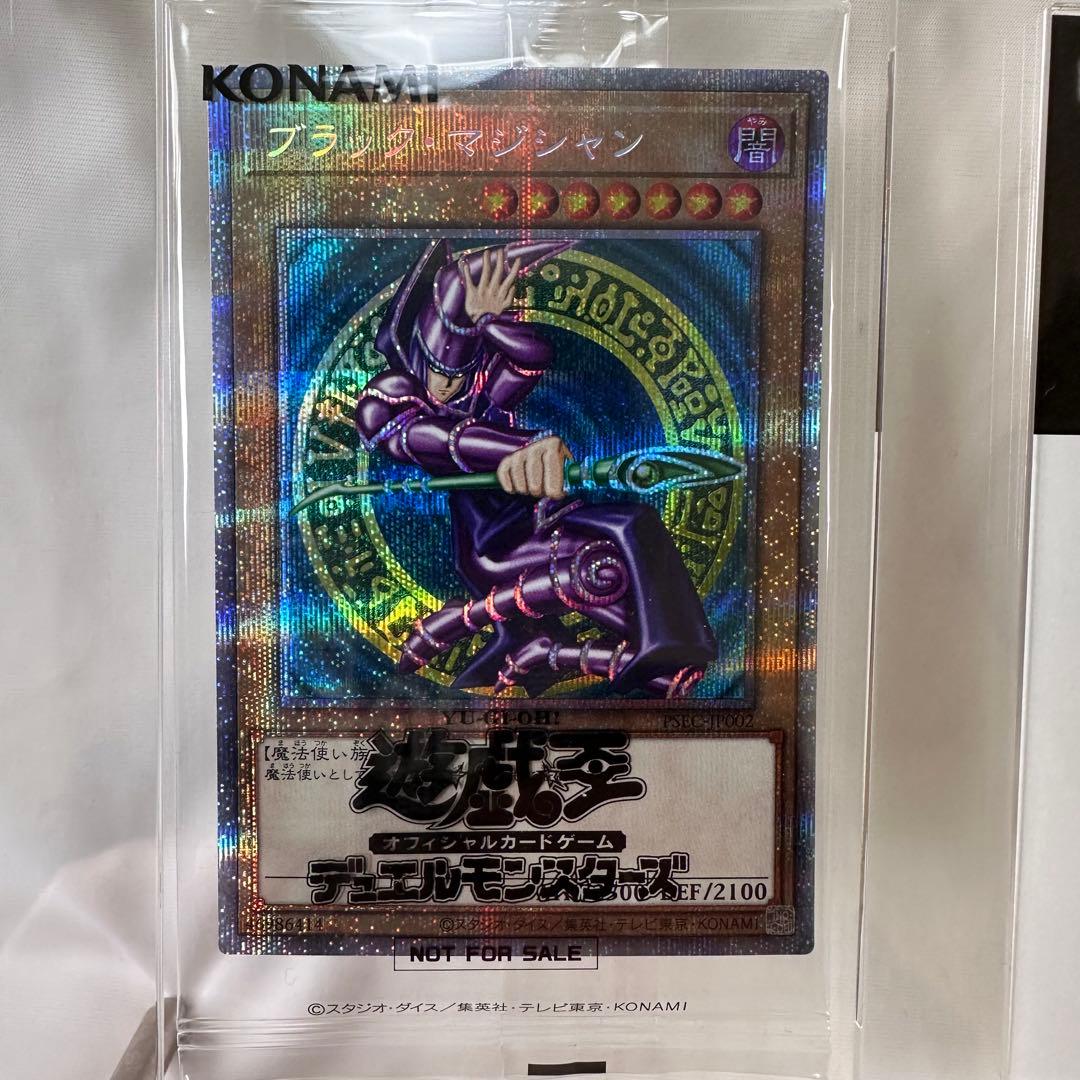 KONAMI
ブラック・マジシャン
やみ
闇
YU-GI-OH!
PSEC-JP002
【魔法使い族
魔法使いとして
遊戯王
オフィシャルカードゲーム
デュエルモンスターズ
DEF/2100
86414
©スタジオ・ダイス/集英社・テレビ東京・KONAMI
NOT FOR SALE
©スタジオ・ダイス/集英社・テレビ東京・KONAMI